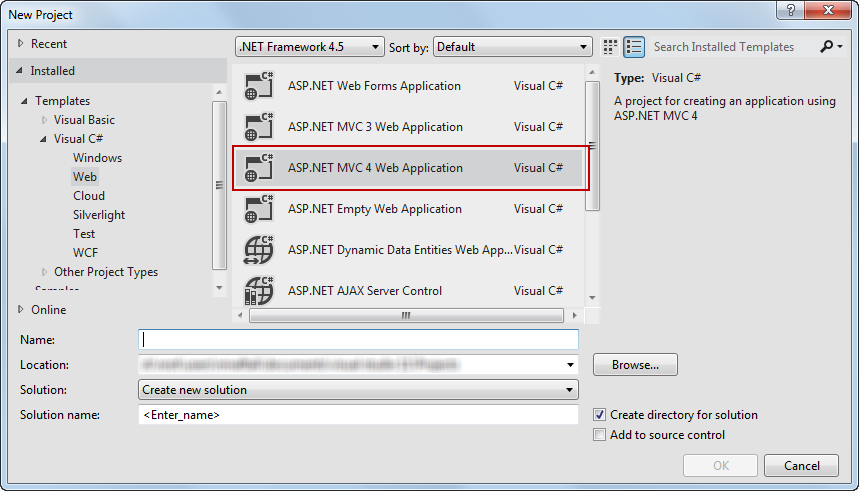 New Project
Recent
.NET Framework 4.5 Sort by: Default Search Installed Templates
Installed
Templates
Visual Basic
Visual C#
Windows
Web
Cloud
Silverlight
Test
WCF
Other Project Types
Samples
Online
C# ASP.NET Web Forms Application Visual C#
C# ASP.NET MVC 3 Web Application Visual C#
C# ASP.NET MVC 4 Web Application Visual C#
C# ASP.NET Empty Web Application Visual C#
C# ASP.NET Dynamic Data Entities Web App... Visual C#
C# ASP.NET AJAX Server Control Visual C#
Type: Visual C#
A project for creating an application using
ASP.NET MVC 4
Name:
Location: Browse...
Solution: Create new solution
Solution name: <Enter_name> Create directory for solution
Add to source control
OK Cancel